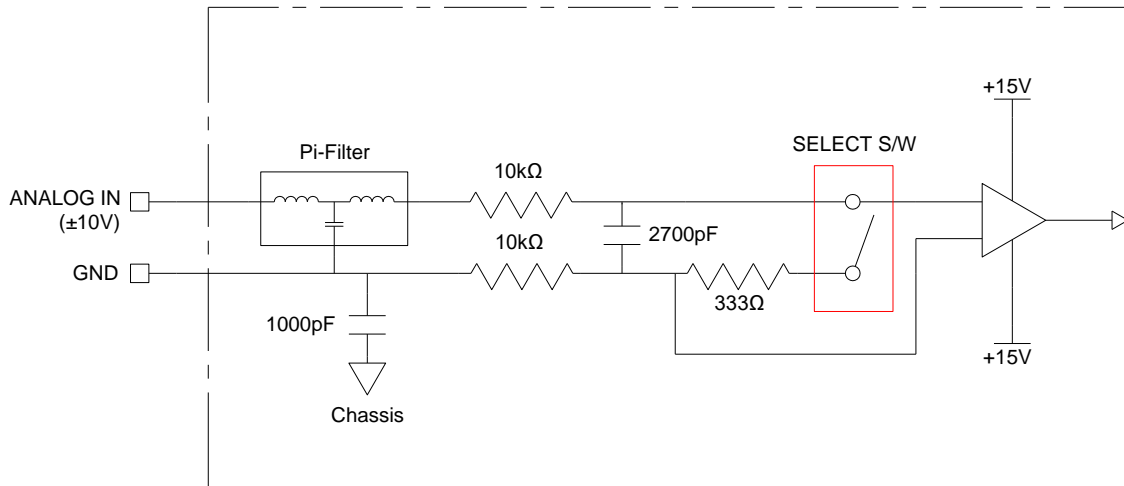 +15V
SELECT S/W
Pi-Filter
10kΩ
ANALOG IN
(±10V)
10kΩ
2700pF
GND
333Ω
1000pF
+15V
Chassis